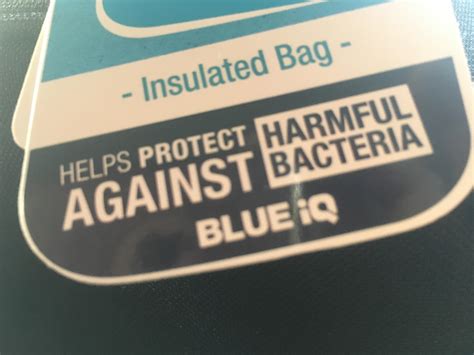 - Insulated Bag -
HELPS PROTECT
AGAINST
HARMFUL
BACTERIA
BLUE iQ